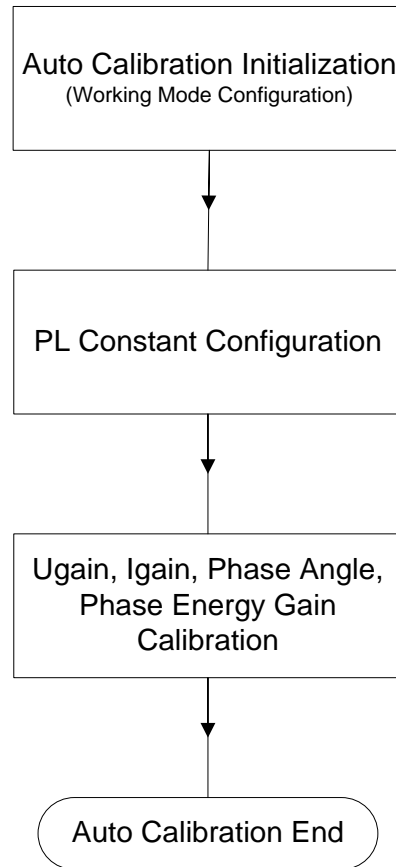 Auto Calibration Initialization
(Working Mode Configuration)
PL Constant Configuration
Ugain, Igain, Phase Angle,
Phase Energy Gain
Calibration
Auto Calibration End